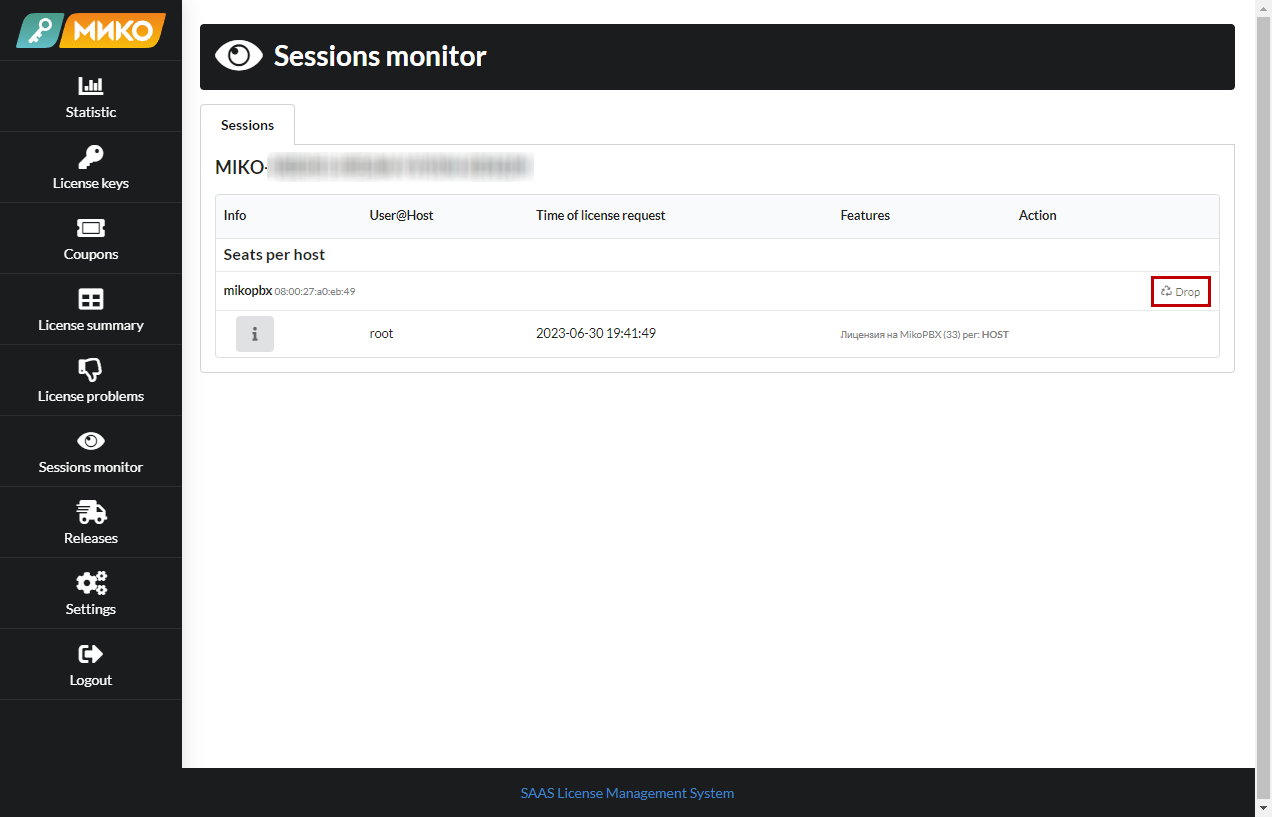 МИКО
Statistic
License keys
Coupons
License summary
License problems
Sessions monitor
Releases
Settings
Logout
Sessions monitor
Sessions
MIKO-
Info User@Host Time of license request Features Action
Seats per host
mikopbx 08:00:27:a0:eb:49 Drop
root 2023-06-30 19:41:49 Лицензия на MikoPBX (33) per: HOST
SAAS License Management System